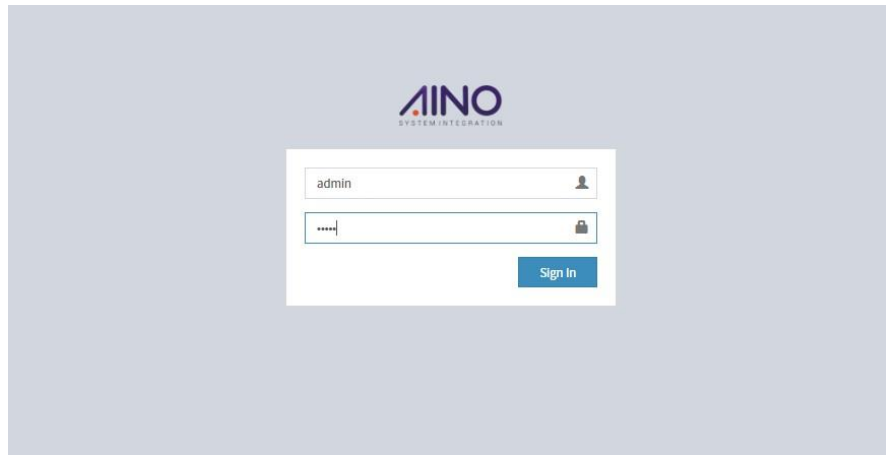 AINO
SYSTEM INTEGRATION
admin
•••••
Sign In